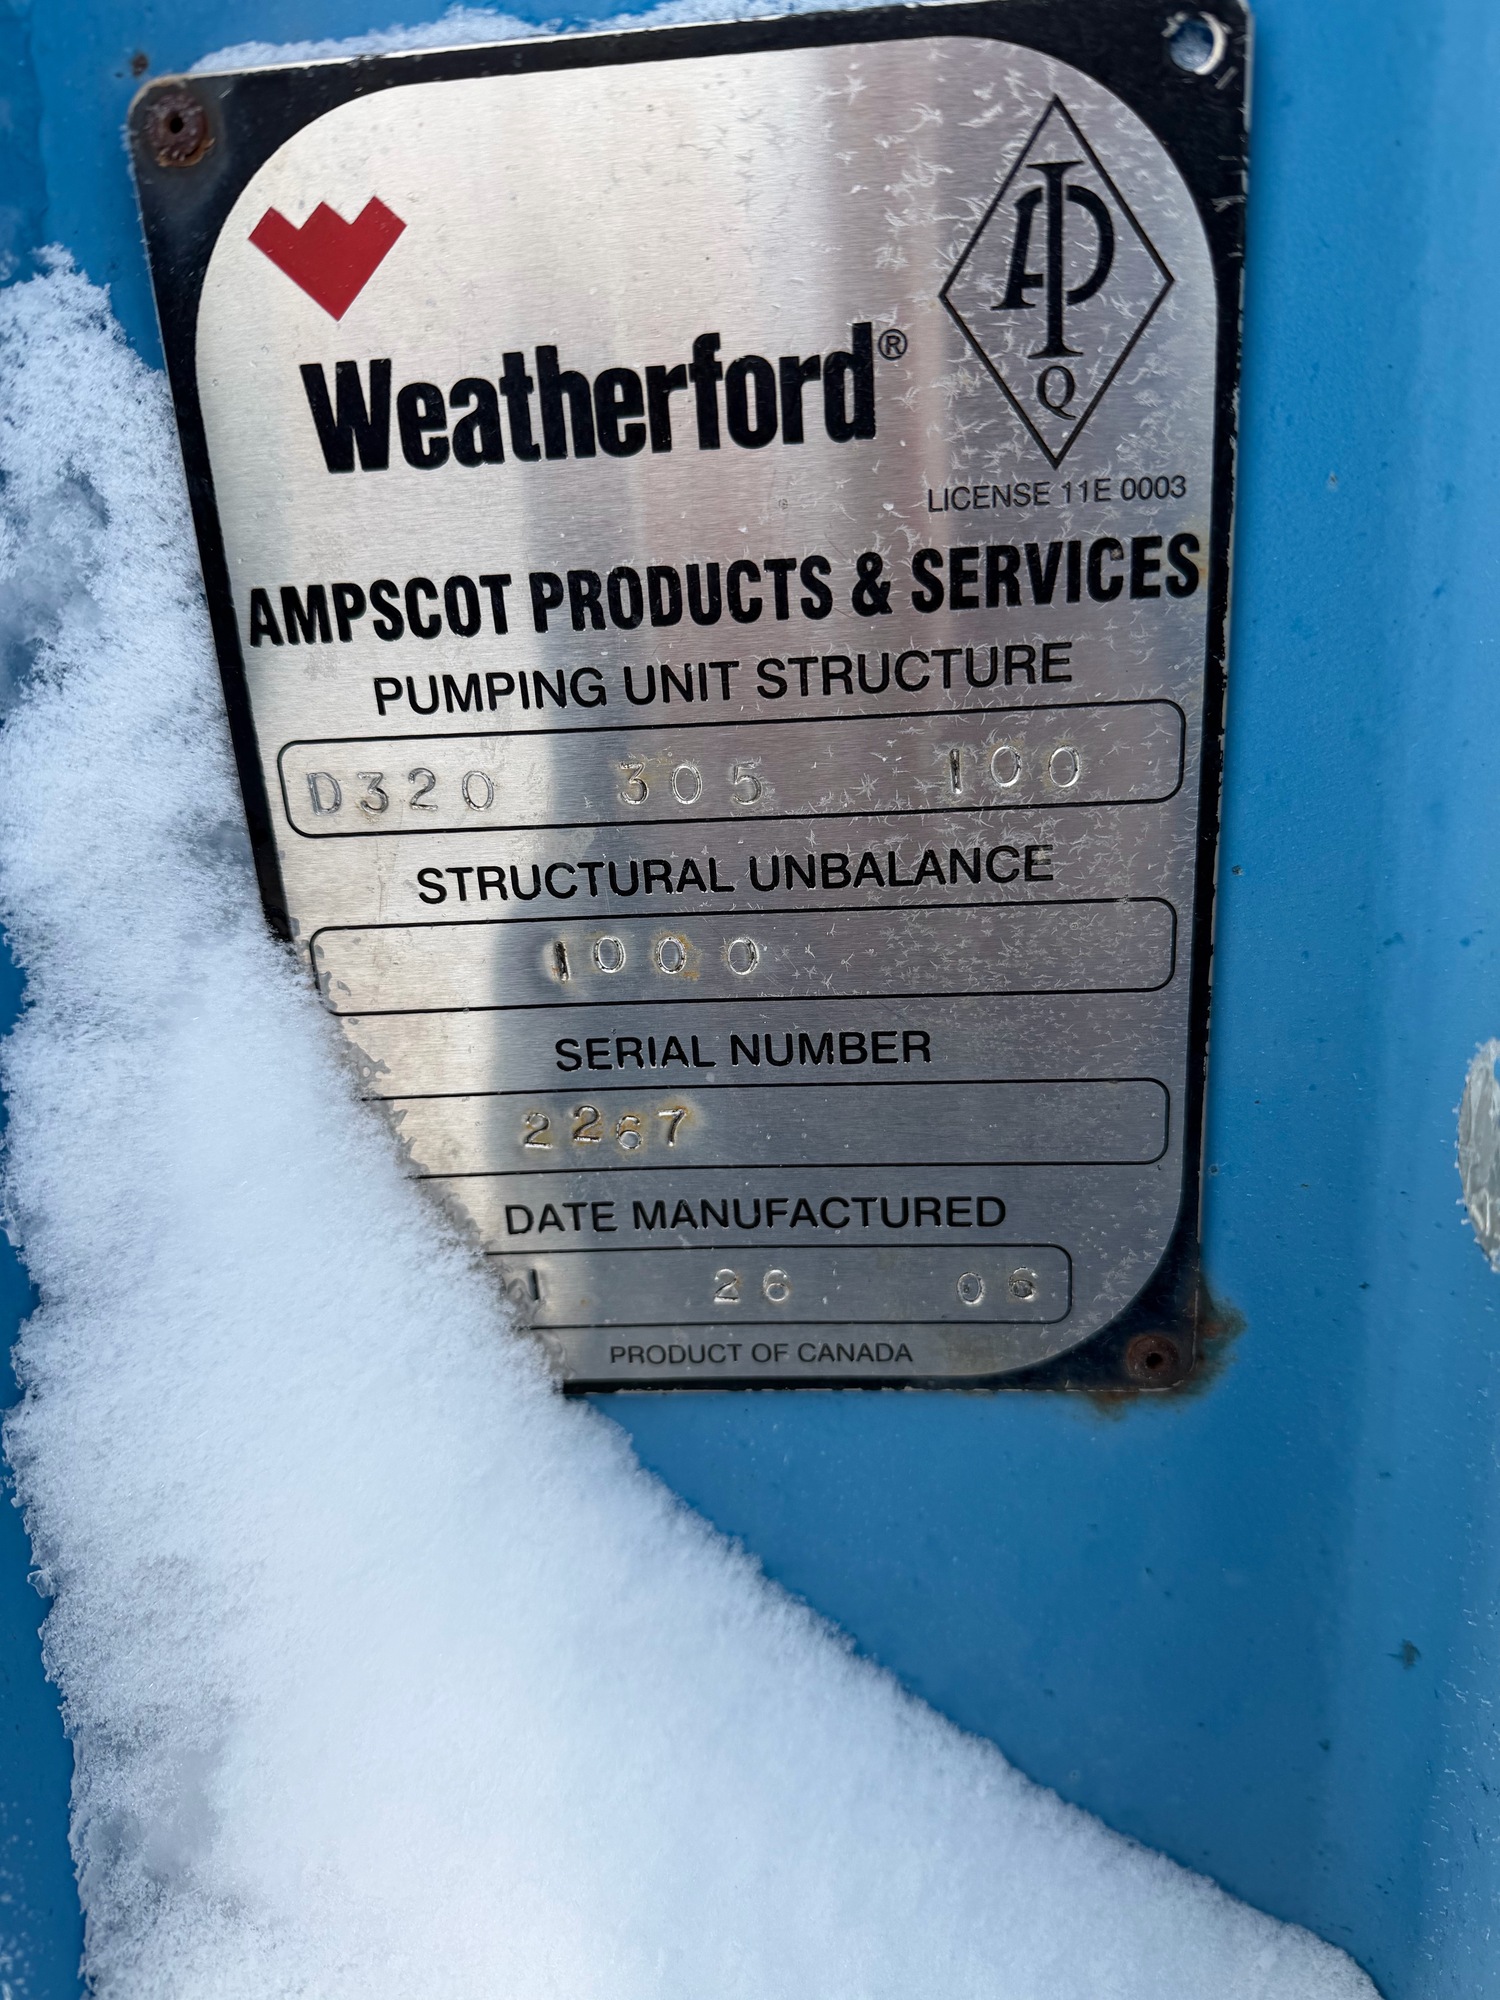 API
Q
Weatherford®
LICENSE 11E 0003
AMPSCOT PRODUCTS & SERVICES
PUMPING UNIT STRUCTURE
D320 305 100
STRUCTURAL UNBALANCE
1000
SERIAL NUMBER
2267
DATE MANUFACTURED
26 06
PRODUCT OF CANADA